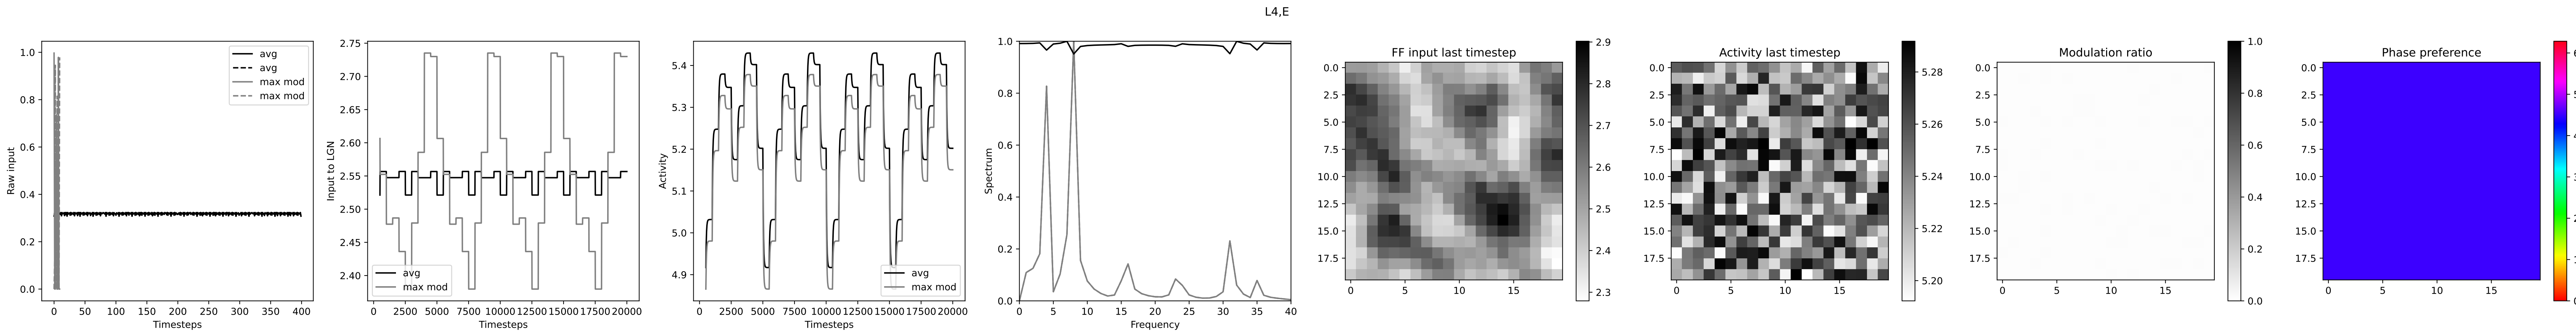 L4,E
Raw input
1.0
0.8
0.6
0.4
0.2
0.0
avg
avg
max mod
max mod
0 50 100 150 200 250 300 350 400
Timesteps
Input to LGN
2.75
2.70
2.65
2.60
2.55
2.50
2.45
2.40
avg
max mod
0 2500 5000 7500 10000 12500 15000 17500 20000
Timesteps
Activity
5.4
5.3
5.2
5.1
5.0
4.9
avg
max mod
0 2500 5000 7500 10000 12500 15000 17500 20000
Timesteps
Spectrum
1.0
0.8
0.6
0.4
0.2
0.0
0 5 10 15 20 25 30 35 40
Frequency
FF input last timestep
0.0
2.5
5.0
7.5
10.0
12.5
15.0
17.5
0 5 10 15
2.9
2.8
2.7
2.6
2.5
2.4
2.3
Activity last timestep
0.0
2.5
5.0
7.5
10.0
12.5
15.0
17.5
0 5 10 15
5.28
5.26
5.24
5.22
5.20
Modulation ratio
0.0
2.5
5.0
7.5
10.0
12.5
15.0
17.5
0 5 10 15
1.0
0.8
0.6
0.4
0.2
0.0
Phase preference
0.0
2.5
5.0
7.5
10.0
12.5
15.0
17.5
0 5 10 15